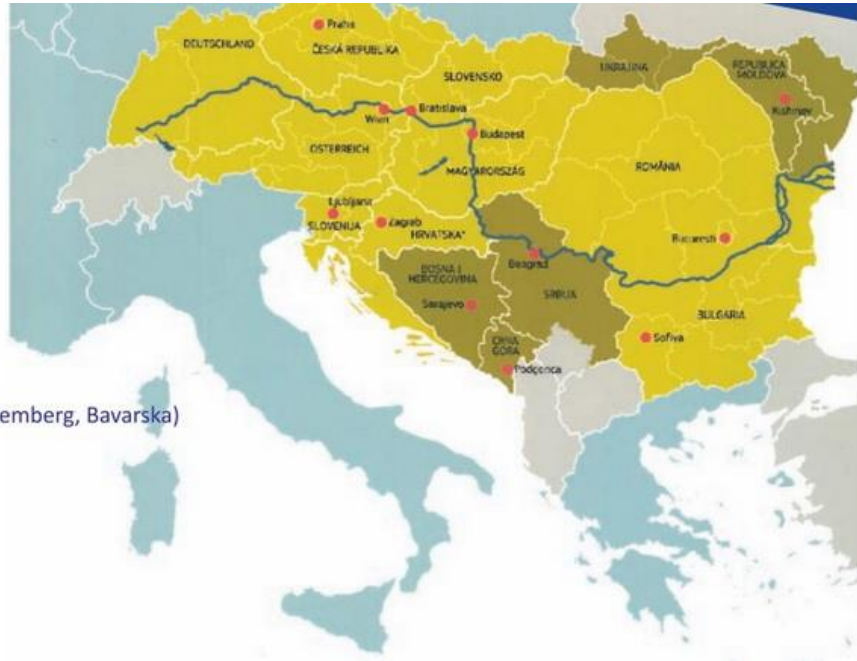 Praha
DEUTSCHLAND
ČESKÁ REPUBLIKA
SLOVENSKO
UKRAJINA
REPUBLICA
MOLDOVA
Kishinev
Wien
Bratislava
Budapest
ÖSTERREICH
MAGYARORSZÁG
ROMÂNIA
Ljubljana
SLOVENIJA
Zagreb
HRVATSKA*
Bucuresti
Beograd
BOSNA I
HERCEGOVINA
SRBIJA
Sarajevo
BULGARIA
CRNA
GORA
Sofiva
Podgorica
emberg, Bavarska)